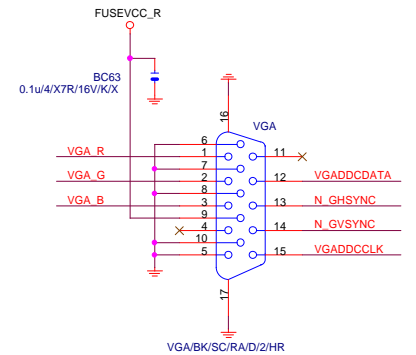 FUSEVCC_R
BC63
0.1u/4/X7R/16V/K/X
16
VGA
6
VGA_R 1 11
7
VGA_G 2 12 VGADDCDATA
8
VGA_B 3 13 N_GHSYNC
9
4 14 N_GVSYNC
10
5 15 VGADDCCLK
17
VGA/BK/SC/RA/D/2/HR